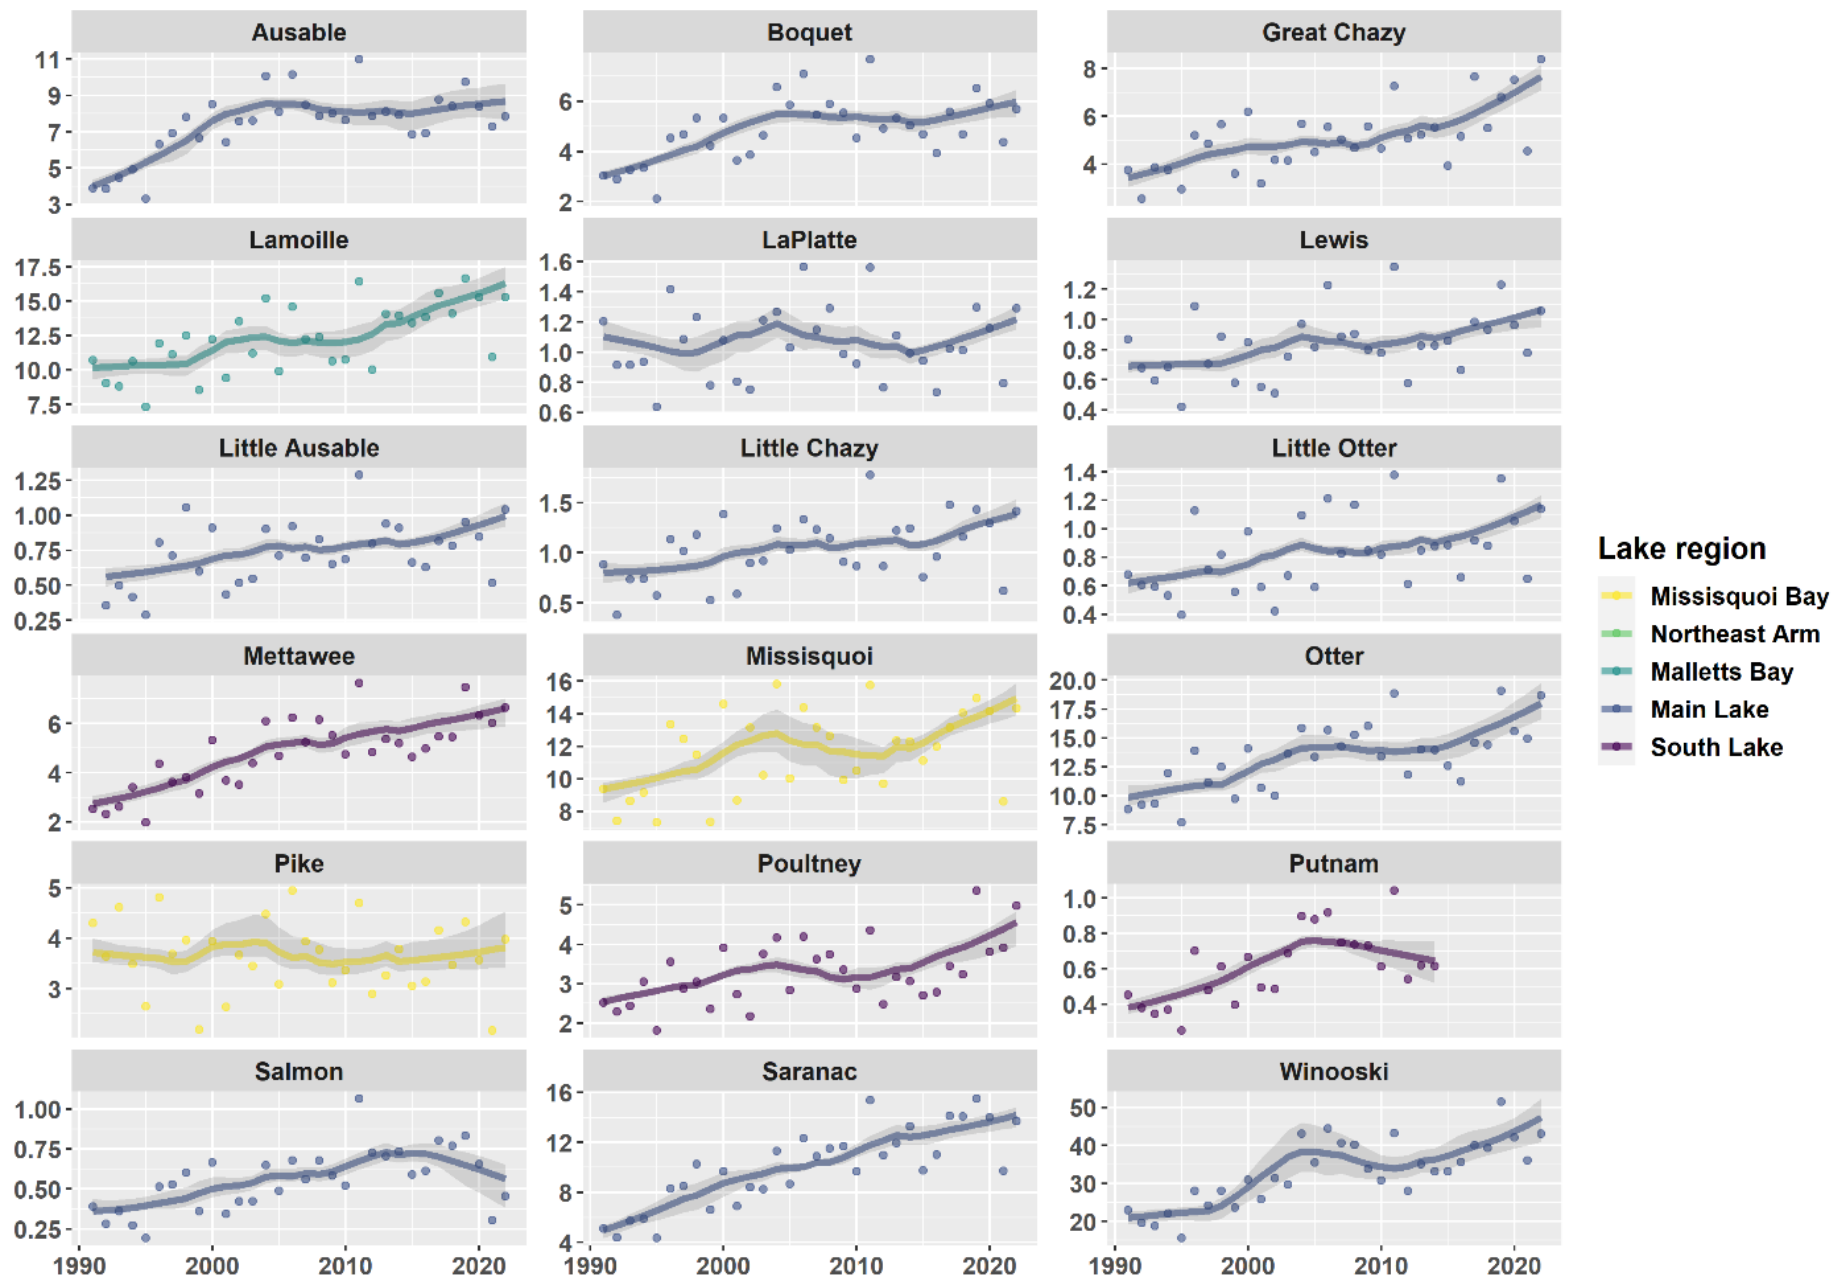 Ausable
Boquet
Great Chazy
11
9
7
5
3
6
4
2
8
6
4
Lamoille
LaPlatte
Lewis
17.5
15.0
12.5
10.0
7.5
1.6
1.4
1.2
1.0
0.8
0.6
1.2
1.0
0.8
0.6
0.4
Little Ausable
Little Chazy
Little Otter
1.25
1.00
0.75
0.50
0.25
1.5
1.0
0.5
1.4
1.2
1.0
0.8
0.6
0.4
Mettawee
Missisquoi
Otter
6
4
2
16
14
12
10
8
20.0
17.5
15.0
12.5
10.0
7.5
Pike
Poultney
Putnam
5
4
3
5
4
3
2
1.0
0.8
0.6
0.4
Salmon
Saranac
Winooski
1.00
0.75
0.50
0.25
16
12
8
4
50
40
30
20
1990 2000 2010 2020
1990 2000 2010 2020
1990 2000 2010 2020
Lake region
Missisquoi Bay
Northeast Arm
Malletts Bay
Main Lake
South Lake